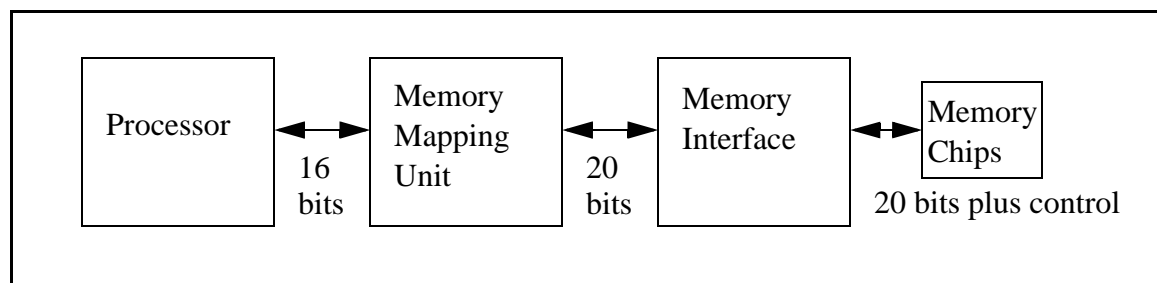 Processor
16
bits
Memory
Mapping
Unit
20
bits
Memory
Interface
Memory
Chips
20 bits plus control